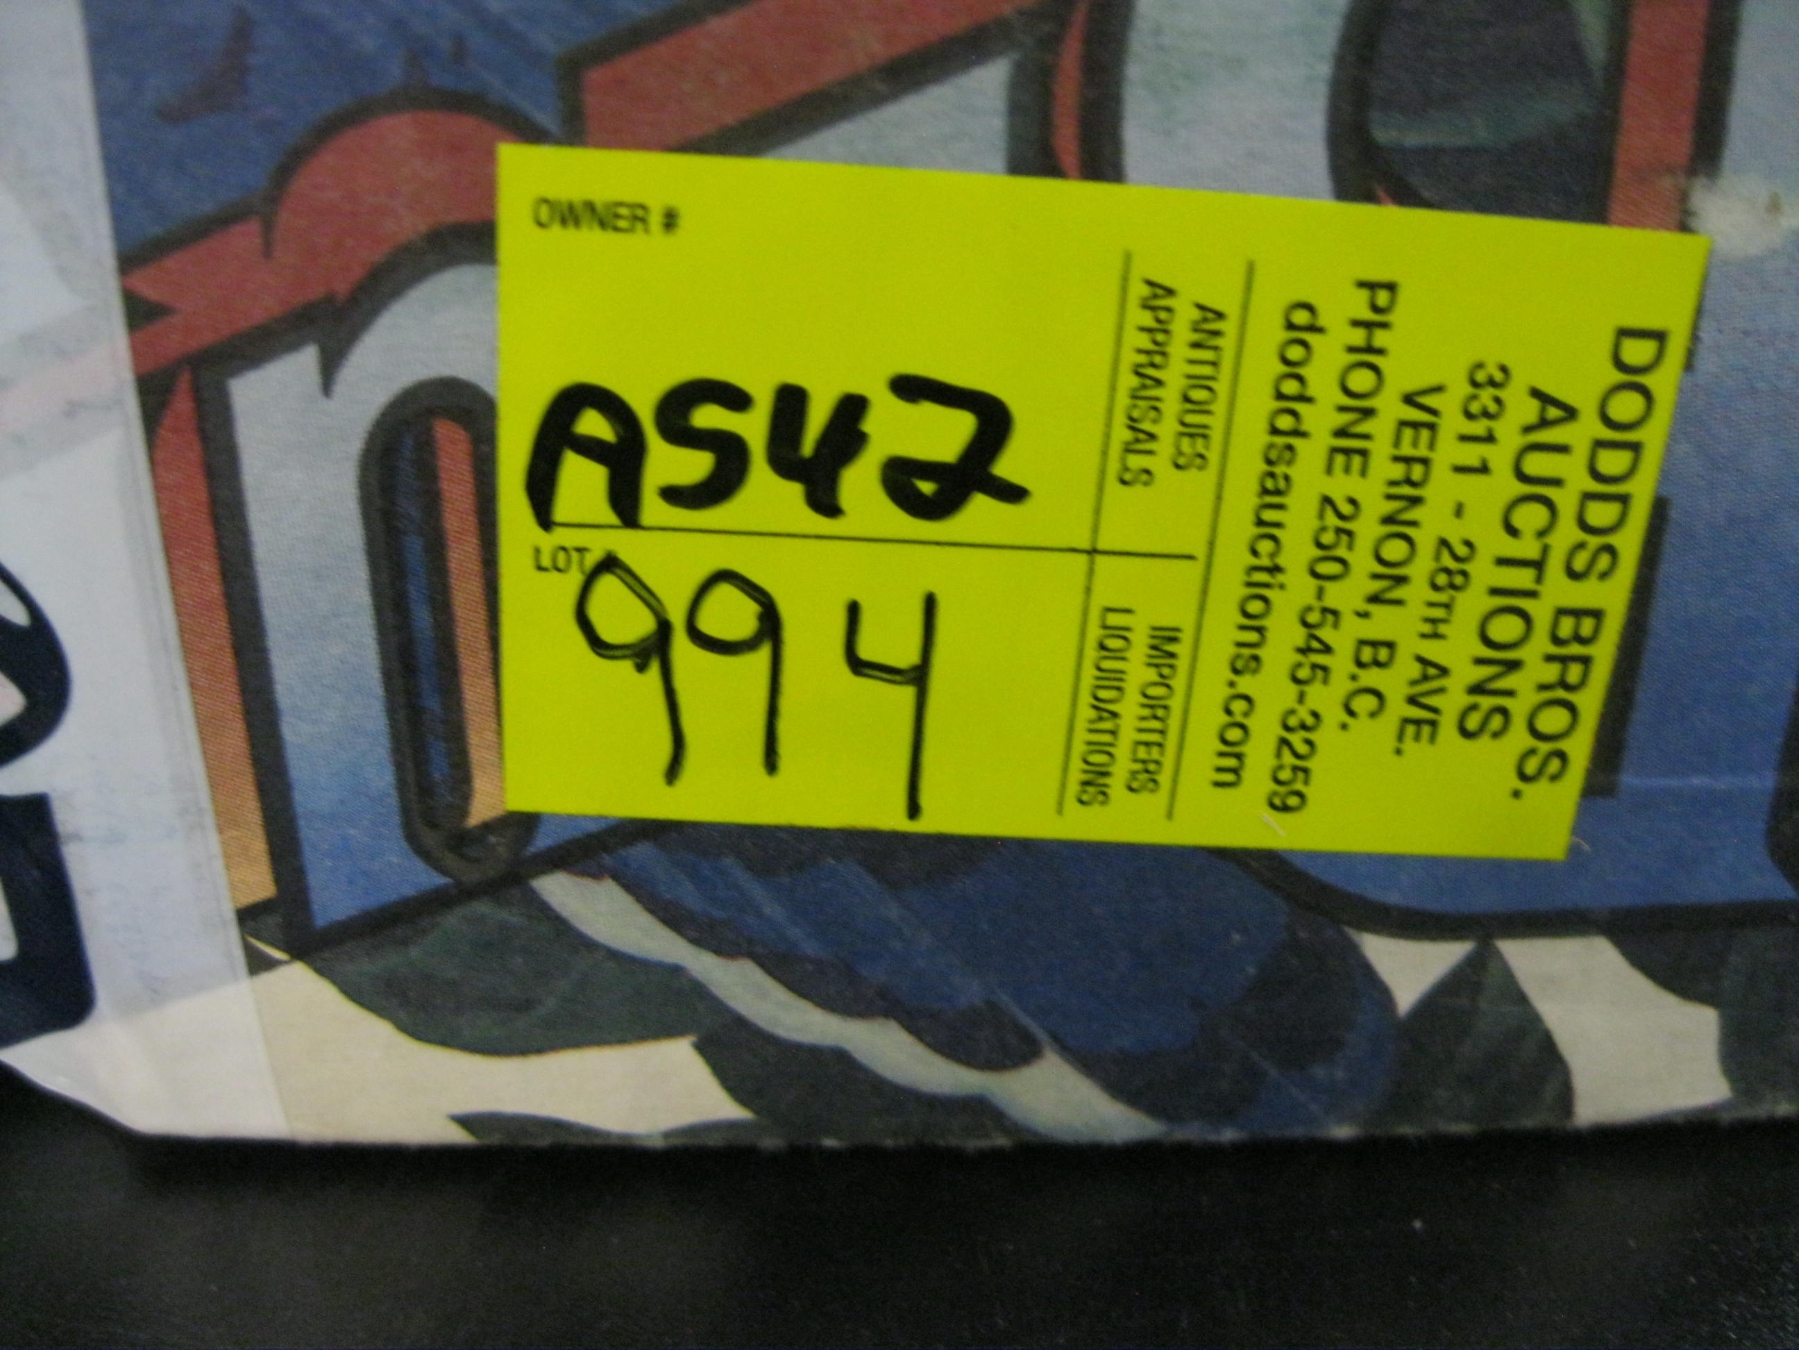 OWNER #
A542
LOT
994
ANTIQUES
APPRAISALS
IMPORTERS
LIQUIDATIONS
DODDS BROS.
AUCTIONS
3311 - 28TH AVE.
VERNON, B.C.
PHONE 250-545-3259
doddsauctions.com